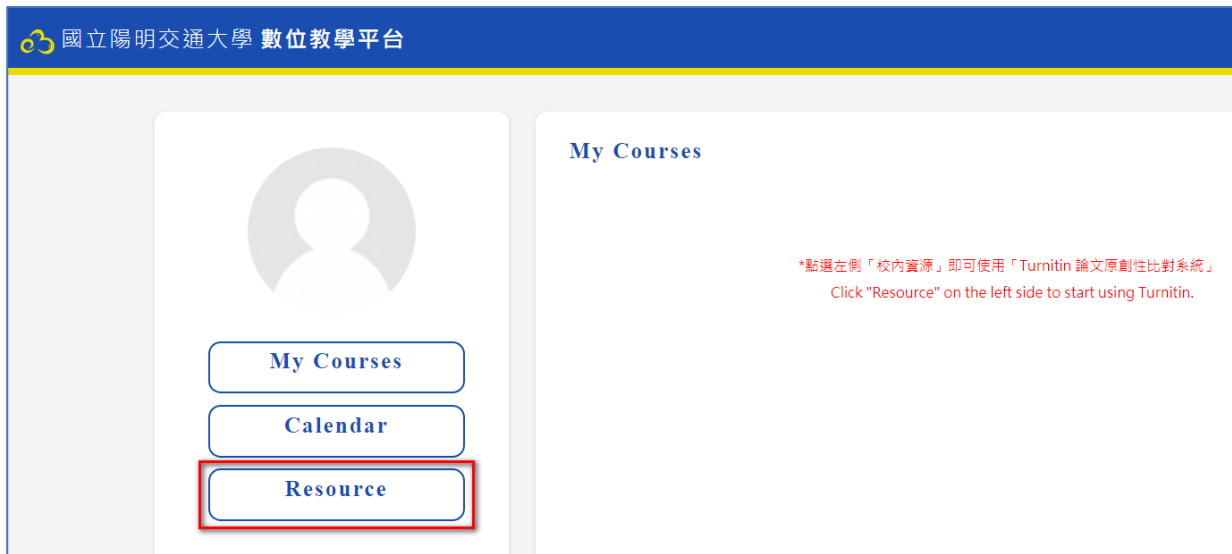 國立陽明交通大學 數位教學平台
My Courses
Calendar
Resource
My Courses
*點選左側「校內資源」即可使用「Turnitin 論文原創性比對系統」
Click "Resource" on the left side to start using Turnitin.